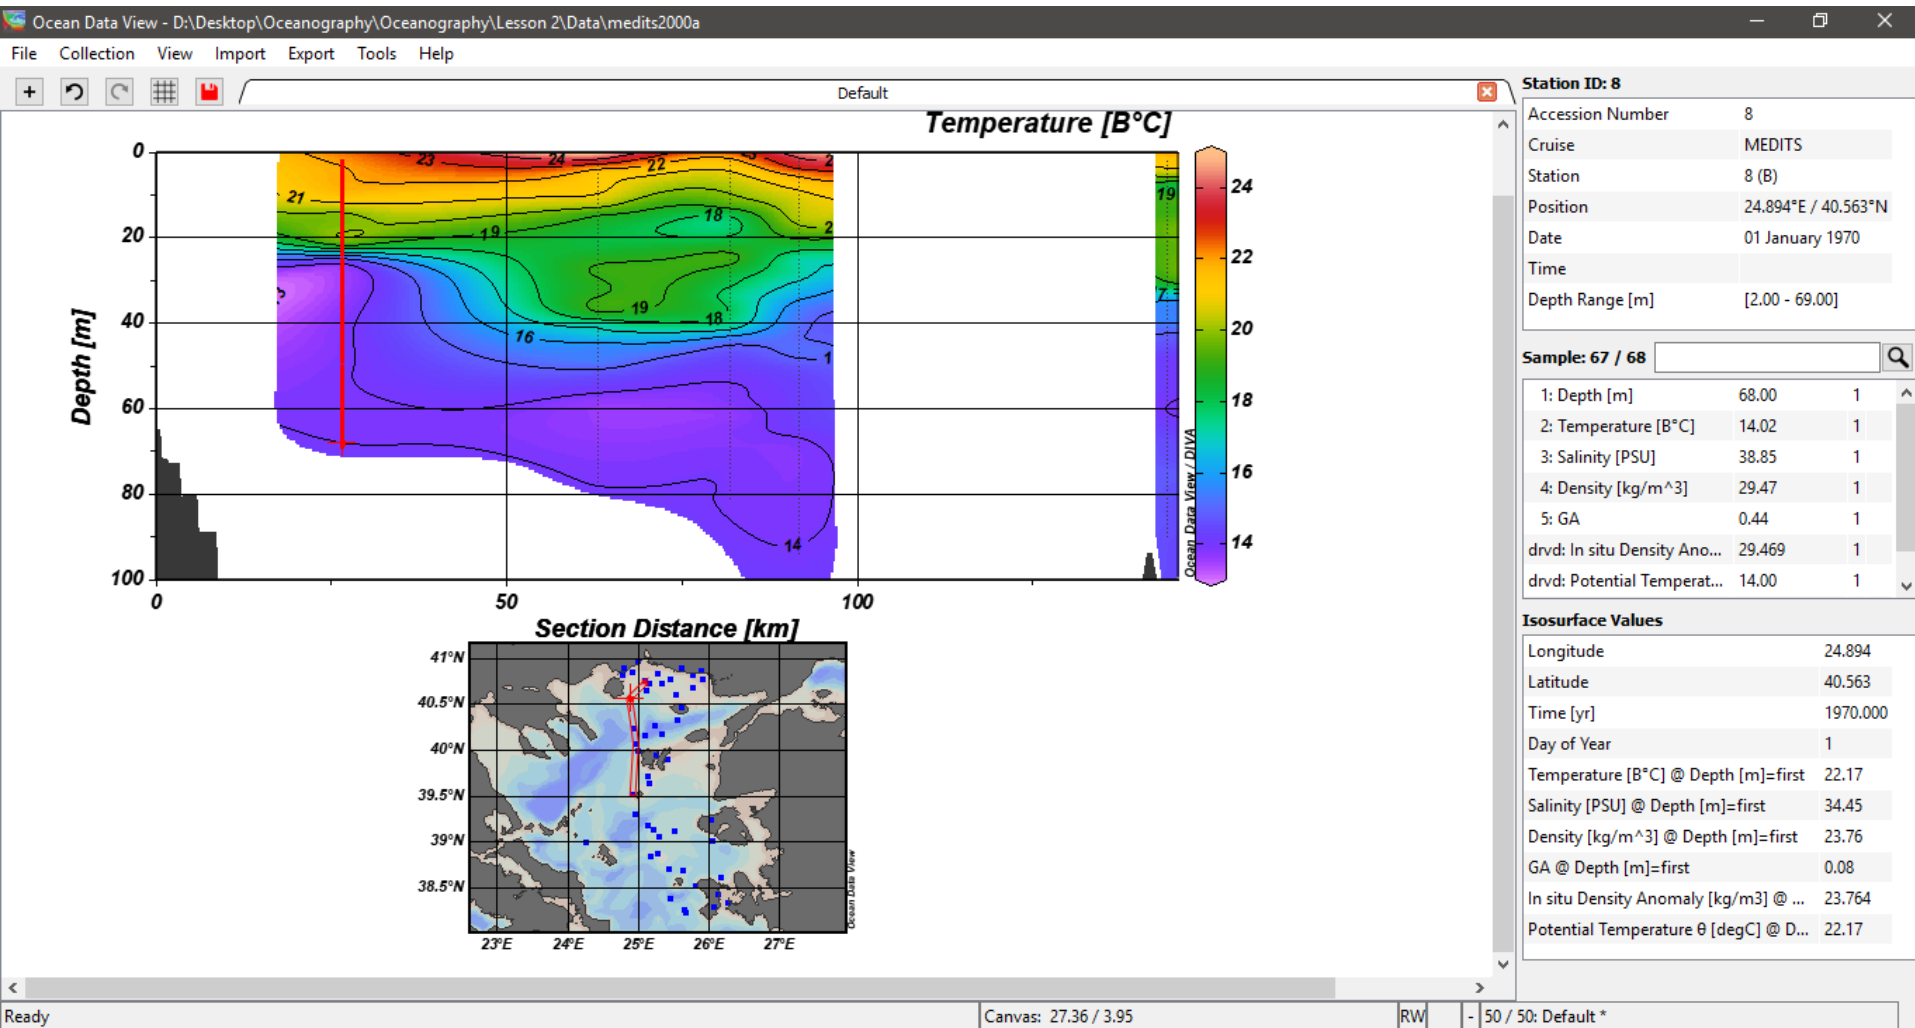 Ocean Data View - D:\Desktop\Oceanography\Oceanography\Lesson 2\Data\medits2000a
File Collection View Import Export Tools Help
Default
Temperature [B°C]
0
20
40
60
80
100
Depth [m]
23 24 22
21
19
18
2
19
18
16
14
19
0 50 100
Section Distance [km]
24
22
20
18
16
14
Ocean Data View / DIVA
41°N
40.5°N
40°N
39.5°N
39°N
38.5°N
23°E 24°E 25°E 26°E 27°E
Ocean Data View
Station ID: 8
Accession Number 8
Cruise MEDITS
Station 8 (B)
Position 24.894°E / 40.563°N
Date 01 January 1970
Time
Depth Range [m] [2.00 - 69.00]
Sample: 67 / 68
1: Depth [m] 68.00 1
2: Temperature [B°C] 14.02 1
3: Salinity [PSU] 38.85 1
4: Density [kg/m^3] 29.47 1
5: GA 0.44 1
drvd: In situ Density Ano... 29.469 1
drvd: Potential Temperat... 14.00 1
Isosurface Values
Longitude 24.894
Latitude 40.563
Time [yr] 1970.000
Day of Year 1
Temperature [B°C] @ Depth [m]=first 22.17
Salinity [PSU] @ Depth [m]=first 34.45
Density [kg/m^3] @ Depth [m]=first 23.76
GA @ Depth [m]=first 0.08
In situ Density Anomaly [kg/m3] @ ... 23.764
Potential Temperature θ [degC] @ D... 22.17
Ready
Canvas: 27.36 / 3.95
RW
- 50 / 50: Default *